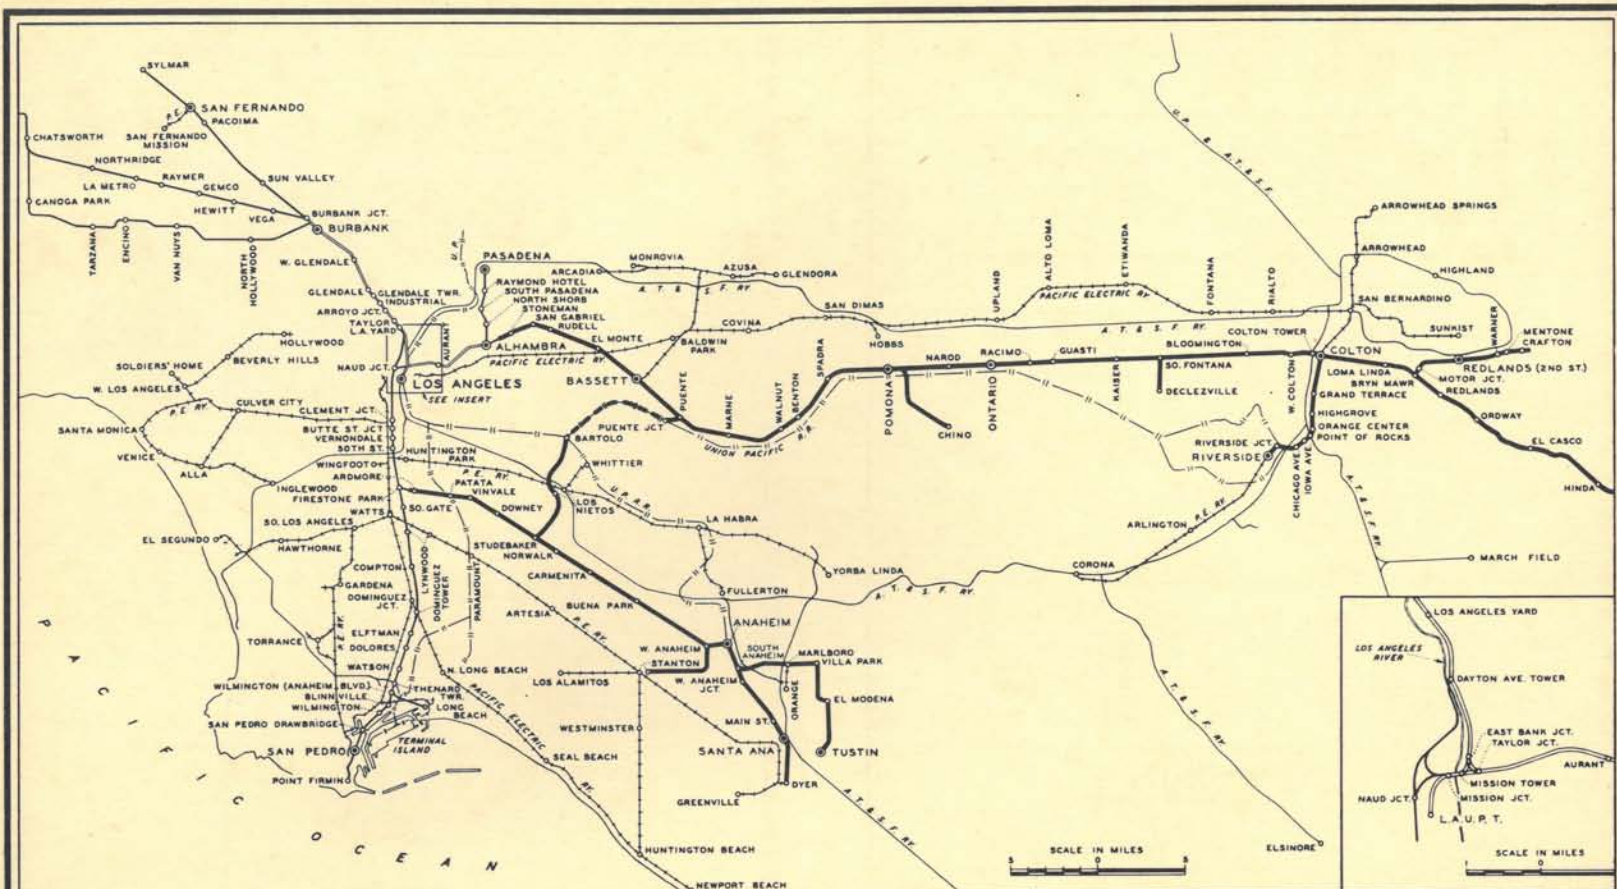 SYLMAR
SAN FERNANDO
P.E.
PACOIMA
SAN FERNANDO
MISSION
CHATSWORTH
NORTHRIDGE
LA METRO
RAYMER
GEMCO
HEWITT
VEGA
SUN VALLEY
CANOGA PARK
BURBANK JCT.
BURBANK
TARZANA
ENCINO
VAN NUYS
NORTH
HOLLYWOOD
W. GLENDALE
GLENDALE
GLENDALE TWR.
INDUSTRIAL
ARROYO JCT.
TAYLOR
L.A. YARD
U.P.
PASADENA
RAYMOND HOTEL
SOUTH PASADENA
NORTH SHORB
STONEMAN
SAN GABRIEL
RUDELL
AURANT
ALHAMBRA
ARCADIA
MONROVIA
AZUSA
GLENDORA
A. T. & S. F. RY.
SAN DIMAS
COVINA
HOBBS
BALDWIN
PARK
EL MONTE
PACIFIC ELECTRIC RY.
BASSETT
HOLLYWOOD
BEVERLY HILLS
SOLDIERS' HOME
W. LOS ANGELES
NAUD JCT.
LOS ANGELES
SEE INSERT
P.E. RY.
CULVER CITY
CLEMENT JCT.
BUTTE ST. JCT.
VERNONDALE
50TH ST.
SANTA MONICA
VENICE
ALLA
INGLEWOOD
WINGFOOT
ARDMORE
HUNTINGTON
PARK
FIRESTONE PARK
PATATA
VINVALE
SO. GATE
DOWNEY
WATTS
SO. LOS ANGELES
EL SEGUNDO
HAWTHORNE
STUDEBAKER
NORWALK
P.E. RY.
LOS
NIETOS
WHITTIER
BARTOLO
PUENTE JCT.
PUENTE
MARNE
WALNUT
BENTON
SPADRA
UNION PACIFIC
R.R.
U.P.R.R.
LA HABRA
YORBA LINDA
FULLERTON
CARMENITA
BUENA PARK
ARTESIA
P.E. RY.
COMPTON
LYNWOOD
DOMINGUEZ
TOWER
PARAMOUNT
GARDENA
DOMINGUEZ
JCT.
TORRANCE
P.E. RY.
ELFTMAN
DOLORES
WATSON
N. LONG BEACH
WILMINGTON (ANAHEIM BLVD.)
BLINNVILLE
WILMINGTON
THENARD
TWR.
LONG
BEACH
SAN PEDRO DRAWBRIDGE
SAN PEDRO
TERMINAL
ISLAND
POINT FIRMIN
PACIFIC ELECTRIC
RY.
SEAL BEACH
LOS ALAMITOS
STANTON
W. ANAHEIM
ANAHEIM
SOUTH
ANAHEIM
W. ANAHEIM
JCT.
MARLBORO
VILLA PARK
ORANGE
EL MODENA
MAIN ST.
SANTA ANA
TUSTIN
DYER
GREENVILLE
WESTMINSTER
HUNTINGTON BEACH
NEWPORT BEACH
A.T. & S.F. RY.
PACIFIC OCEAN
U.P. & A.T. & S.F.
ARROWHEAD SPRINGS
ARROWHEAD
HIGHLAND
UPLAND
ALTO LOMA
ETIWANDA
FONTANA
RIALTO
PACIFIC ELECTRIC RY.
SAN BERNARDINO
SUNKIST
WARNER
MENTONE
CRAFTON
A.T. & S.F. RY.
COLTON TOWER
COLTON
BLOOMINGTON
POMONA
NAROD
RACIMO
GUASTI
ONTARIO
CHINO
KAISER
SO. FONTANA
DECLEZVILLE
W. COLTON
LOMA LINDA
BRYN MAWR
REDLANDS (2ND ST.)
MOTOR JCT.
REDLANDS
ORDWAY
EL CASCO
HINDA
GRAND TERRACE
HIGHGROVE
ORANGE CENTER
POINT OF ROCKS
RIVERSIDE JCT.
RIVERSIDE
CHICAGO AVE.
IOWA AVE.
P.E. RY.
ARLINGTON
CORONA
A.T. & S.F. RY.
A.T. & S.F. RY.
MARCH FIELD
A.T. & S.F. RY.
ELSINORE
SCALE IN MILES
5 0 5
LOS ANGELES YARD
LOS ANGELES
RIVER
DAYTON AVE. TOWER
EAST BANK JCT.
TAYLOR JCT.
AURANT
MISSION TOWER
MISSION JCT.
NAUD JCT.
L.A.U.P.T.
SCALE IN MILES
1 0